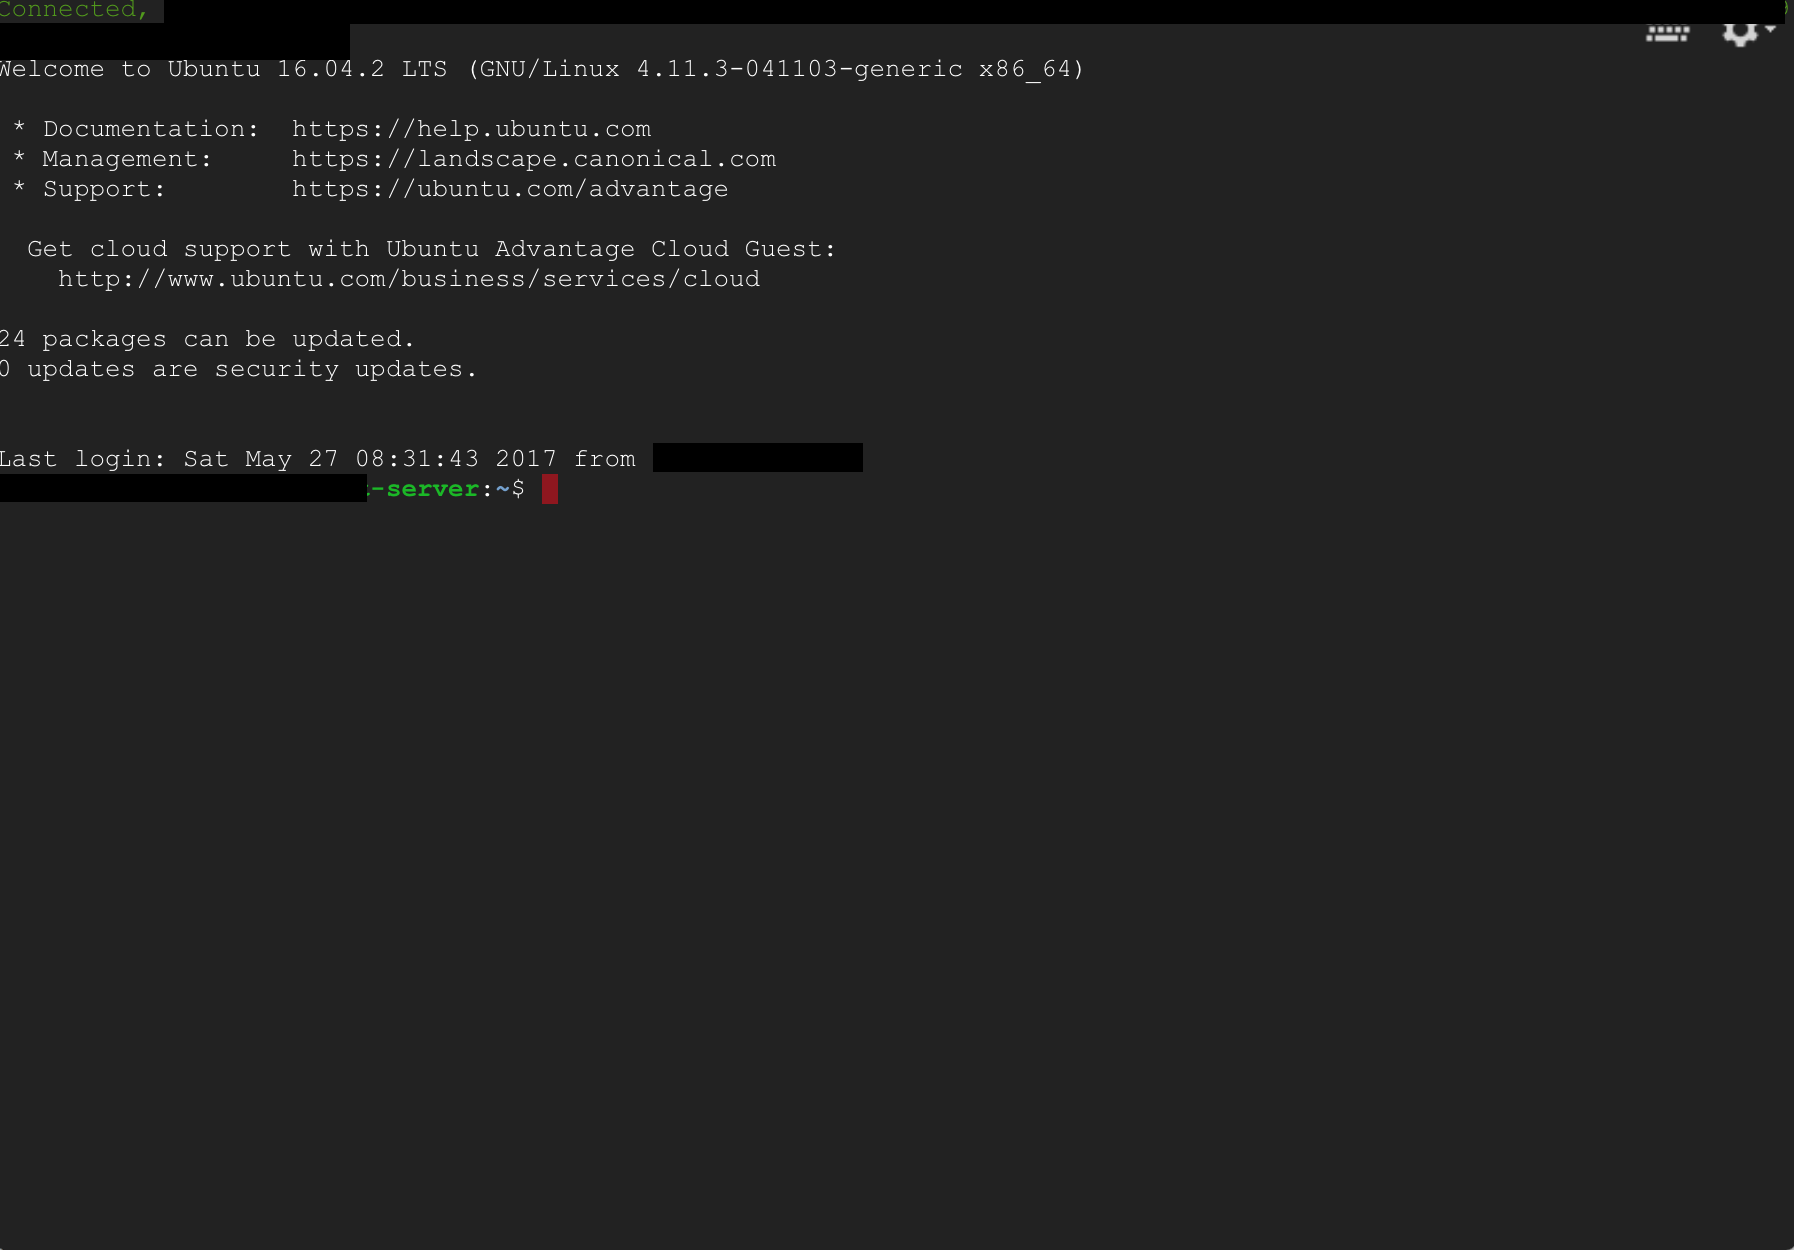 Connected,
Welcome to Ubuntu 16.04.2 LTS (GNU/Linux 4.11.3-041103-generic x86_64)
* Documentation:  https://help.ubuntu.com
* Management:     https://landscape.canonical.com
* Support:        https://ubuntu.com/advantage
Get cloud support with Ubuntu Advantage Cloud Guest:
http://www.ubuntu.com/business/services/cloud
24 packages can be updated.
0 updates are security updates.
Last login: Sat May 27 08:31:43 2017 from
-server:~$